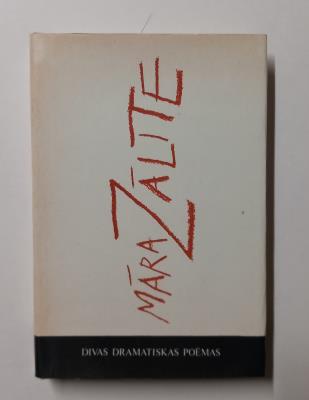 MĀRA ZĀLĪTE
DIVAS DRAMATISKAS POĒMAS